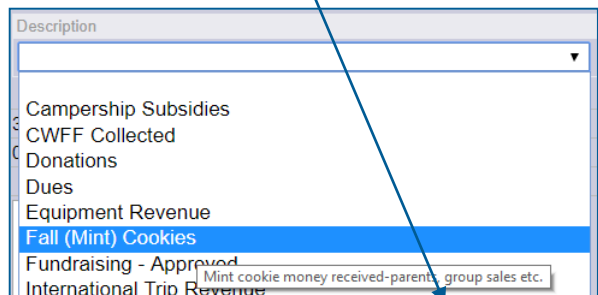 Description
Campership Subsidies
CWFF Collected
Donations
Dues
Equipment Revenue
Fall (Mint) Cookies
Fundraising - Approved
Mint cookie money received-parents, group sales etc.
International Trip Revenue